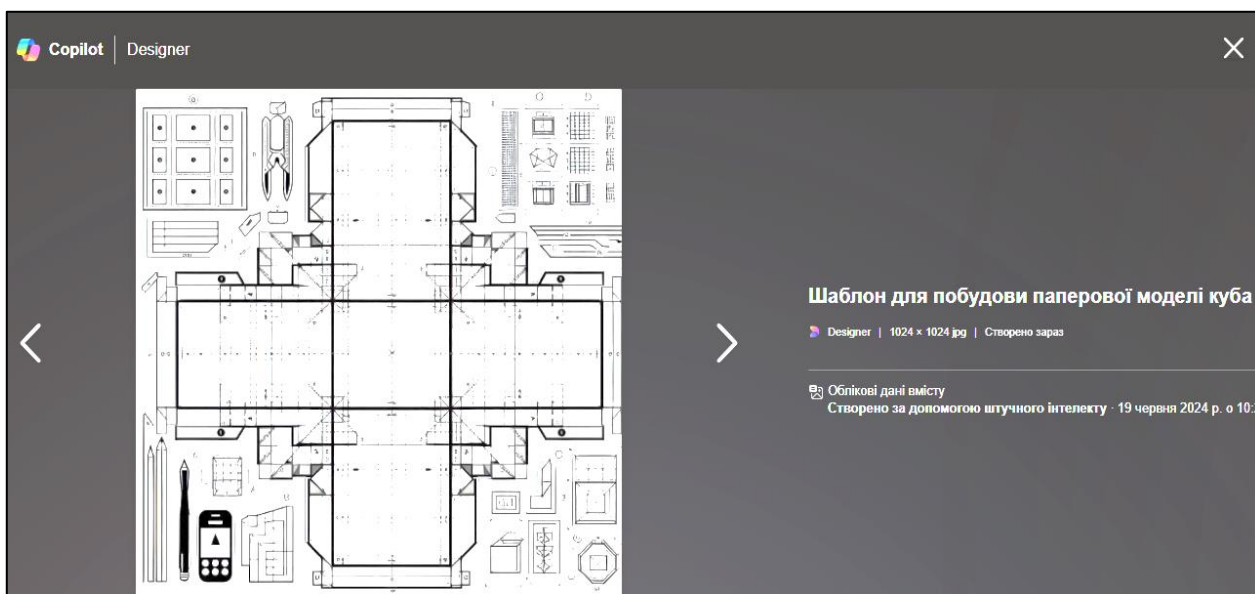 Copilot | Designer
Шаблон для побудови паперової моделі куба
Designer | 1024 × 1024 jpg | Створено зараз
Облікові дані вмісту
Створено за допомогою штучного інтелекту · 19 червня 2024 р. о 10: